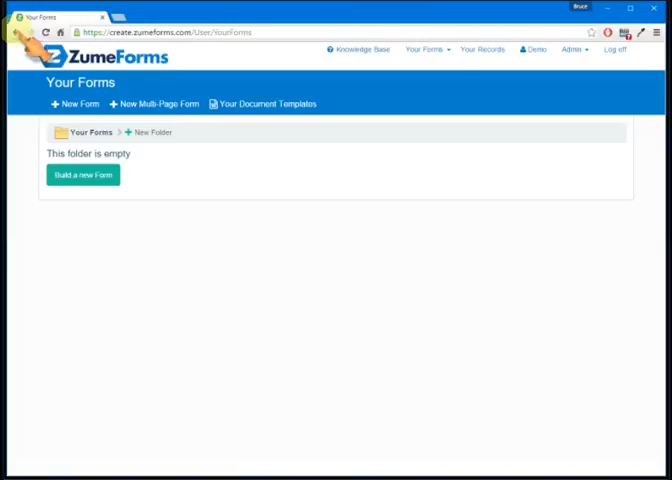 Bruce
Your Forms
https://create.zumeforms.com/User/YourForms
ZumeForms
Knowledge Base Your Forms Your Records Demo Admin Log off
Your Forms
New Form New Multi-Page Form Your Document Templates
Your Forms New Folder
This folder is empty
Build a new Form